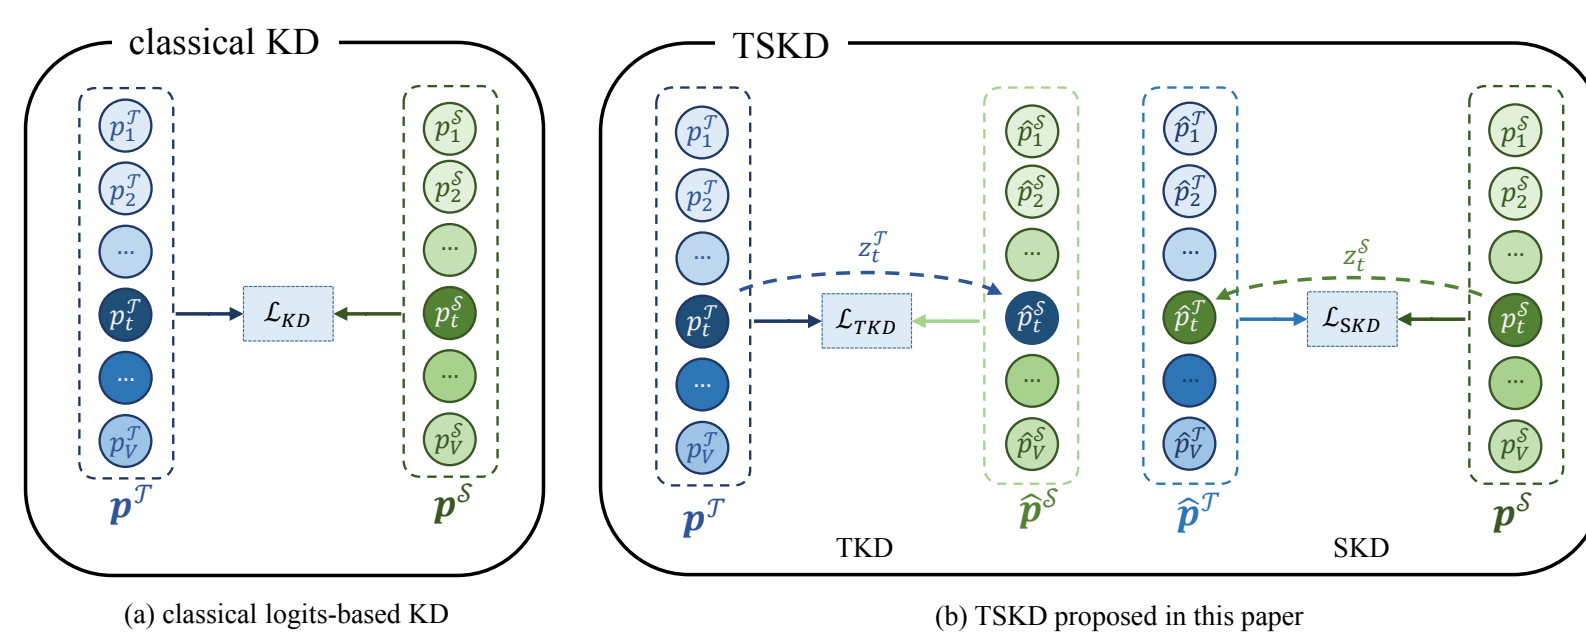 classical KD
TSKD
p_1^𝒯
p_2^𝒯
...
p_t^𝒯
...
p_V^𝒯
𝒑^𝒯
ℒ_KD
p_1^𝒮
p_2^𝒮
...
p_t^𝒮
...
p_V^𝒮
𝒑^𝒮
p_1^𝒯
p_2^𝒯
...
p_t^𝒯
...
p_V^𝒯
𝒑^𝒯
z_t^𝒯
ℒ_TKD
p̂_1^𝒮
p̂_2^𝒮
...
p̂_t^𝒮
...
p̂_V^𝒮
𝒑̂^𝒮
TKD
p̂_1^𝒯
p̂_2^𝒯
...
p̂_t^𝒯
...
p̂_V^𝒯
𝒑̂^𝒯
z_t^𝒮
ℒ_SKD
p_1^𝒮
p_2^𝒮
...
p_t^𝒮
...
p_V^𝒮
𝒑^𝒮
SKD
(a) classical logits-based KD
(b) TSKD proposed in this paper